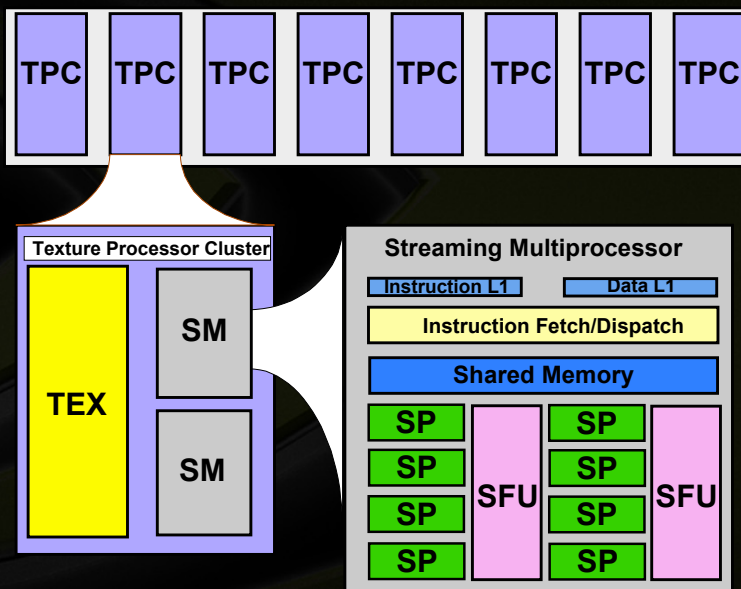 TPC TPC TPC TPC TPC TPC TPC TPC
Texture Processor Cluster
TEX
SM
SM
Streaming Multiprocessor
Instruction L1 Data L1
Instruction Fetch/Dispatch
Shared Memory
SP SP
SP SP
SFU SFU
SP SP
SP SP